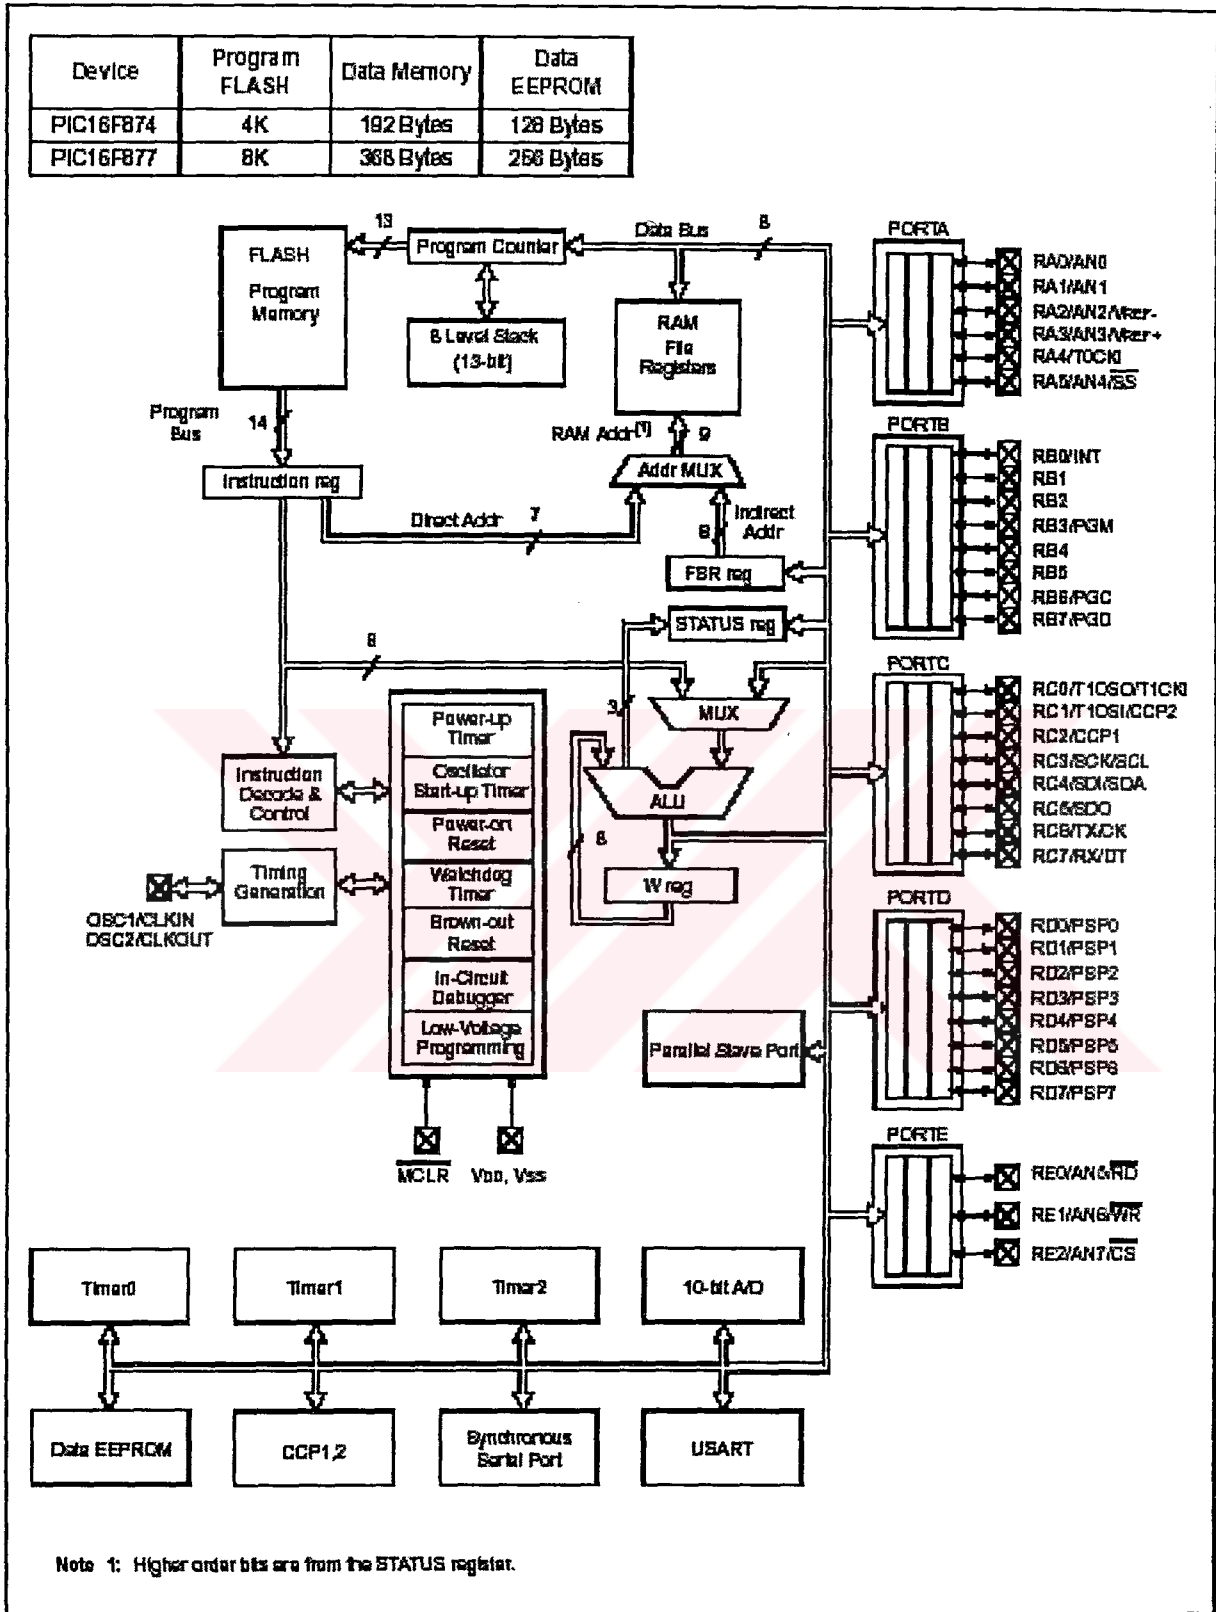 Device Program FLASH Data Memory Data EEPROM
PIC16F874 4K 192 Bytes 128 Bytes
PIC16F877 8K 368 Bytes 256 Bytes
13
Data Bus
8
PORTA
FLASH
Program
Memory
Program Counter
8 Level Stack
(13-bit)
RAM
File
Registers
RA0/AN0
RA1/AN1
RA2/AN2/VREF-
RA3/AN3/VREF+
RA4/T0CKI
RA5/AN4/SS
Program
Bus
14
RAM Addr(1)
9
PORTB
Instruction reg
Addr MUX
Direct Addr
7
8
Indirect
Addr
FSR reg
RB0/INT
RB1
RB2
RB3/PGM
RB4
RB5
RB6/PGC
RB7/PGD
STATUS reg
8
3
MUX
ALU
8
W reg
PORTC
RC0/T1OSO/T1CKI
RC1/T1OSI/CCP2
RC2/CCP1
RC3/SCK/SCL
RC4/SDI/SDA
RC5/SDO
RC6/TX/CK
RC7/RX/DT
Instruction
Decode &
Control
Timing
Generation
OSC1/CLKIN
OSC2/CLKOUT
Power-up
Timer
Oscillator
Start-up Timer
Power-on
Reset
Watchdog
Timer
Brown-out
Reset
In-Circuit
Debugger
Low-Voltage
Programming
MCLR
VDD, VSS
Parallel Slave Port
PORTD
RD0/PSP0
RD1/PSP1
RD2/PSP2
RD3/PSP3
RD4/PSP4
RD5/PSP5
RD6/PSP6
RD7/PSP7
PORTE
RE0/AN5/RD
RE1/AN6/WR
RE2/AN7/CS
Timer0
Timer1
Timer2
10-bit A/D
Data EEPROM
CCP1,2
Synchronous
Serial Port
USART
Note 1: Higher order bits are from the STATUS register.